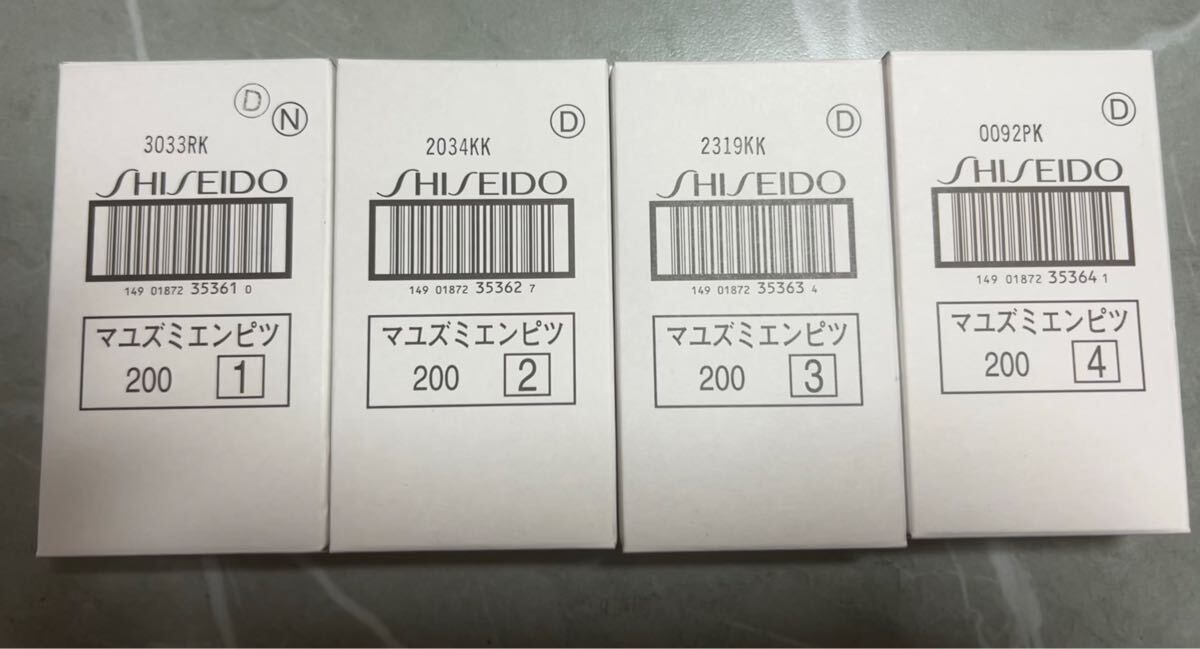 D
N
3033RK
SHISEIDO
149 01872 35361 0
マユズミエンピツ
200 1
D
2034KK
SHISEIDO
149 01872 35362 7
マユズミエンピツ
200 2
D
2319KK
SHISEIDO
149 01872 35363 4
マユズミエンピツ
200 3
D
0092PK
SHISEIDO
149 01872 35364 1
マユズミエンピツ
200 4